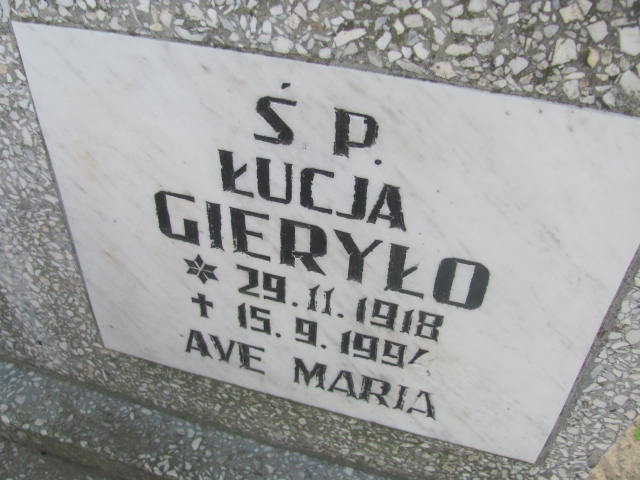 Ś P.
ŁUCJA
GIERYŁO
* 29.11.1918
† 15.9.1994
AVE MARIA